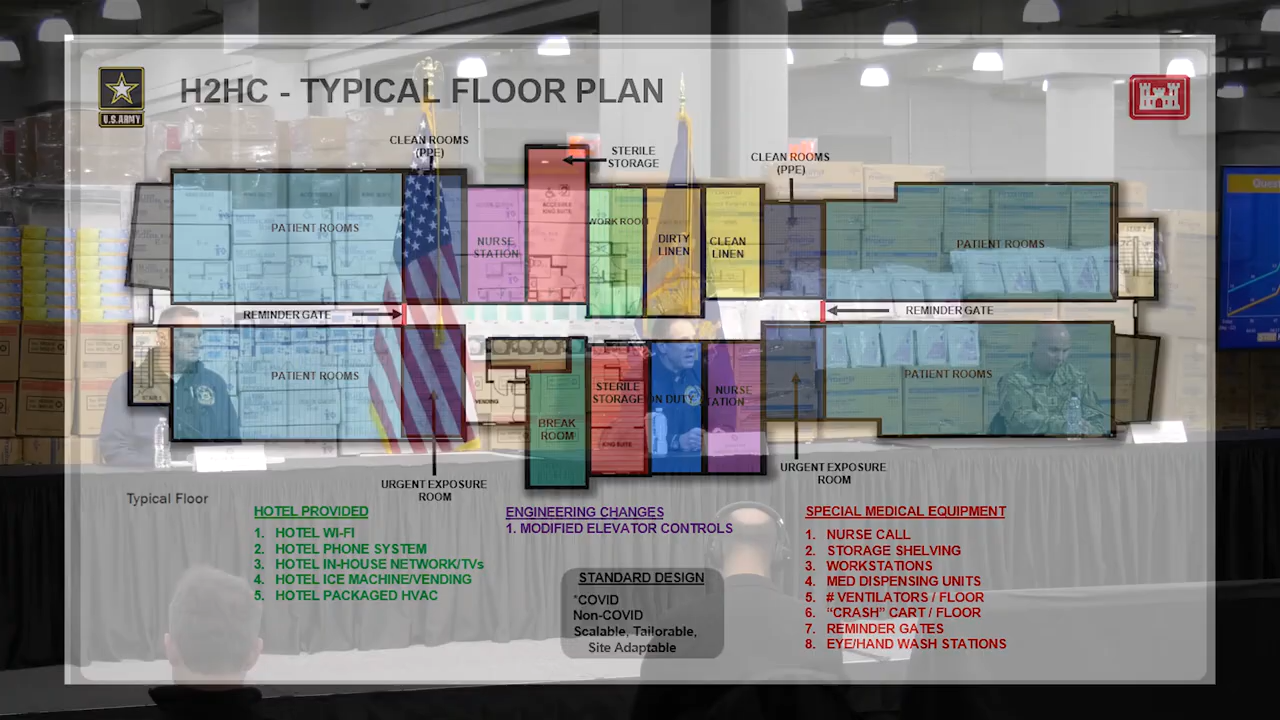 H2HC - TYPICAL FLOOR PLAN
U.S.ARMY
CLEAN ROOMS
(PPE)
STERILE
STORAGE
CLEAN ROOMS
(PPE)
PATIENT ROOMS
NURSE
STATION
WORK ROOM
DIRTY
LINEN
CLEAN
LINEN
PATIENT ROOMS
REMINDER GATE
REMINDER GATE
PATIENT ROOMS
VENDING
BREAK
ROOM
STERILE
STORAGE
KING SUITE
ON DUTY
NURSE
STATION
PATIENT ROOMS
URGENT EXPOSURE
ROOM
URGENT EXPOSURE
ROOM
Typical Floor
HOTEL PROVIDED
1. HOTEL WI-FI
2. HOTEL PHONE SYSTEM
3. HOTEL IN-HOUSE NETWORK/TVs
4. HOTEL ICE MACHINE/VENDING
5. HOTEL PACKAGED HVAC
ENGINEERING CHANGES
1. MODIFIED ELEVATOR CONTROLS
STANDARD DESIGN
*COVID
Non-COVID
Scalable, Tailorable,
Site Adaptable
SPECIAL MEDICAL EQUIPMENT
1. NURSE CALL
2. STORAGE SHELVING
3. WORKSTATIONS
4. MED DISPENSING UNITS
5. # VENTILATORS / FLOOR
6. “CRASH” CART / FLOOR
7. REMINDER GATES
8. EYE/HAND WASH STATIONS